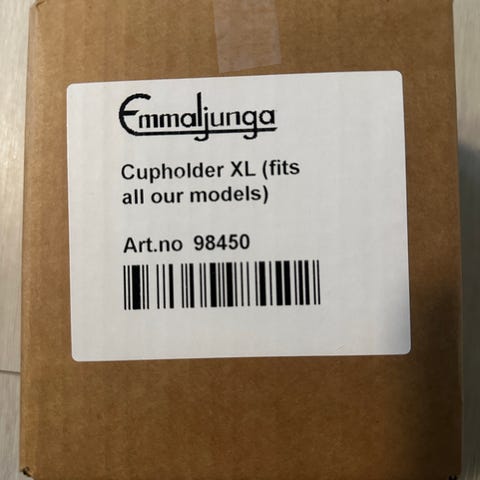 Emmaljunga
Cupholder XL (fits
all our models)
Art.no 98450